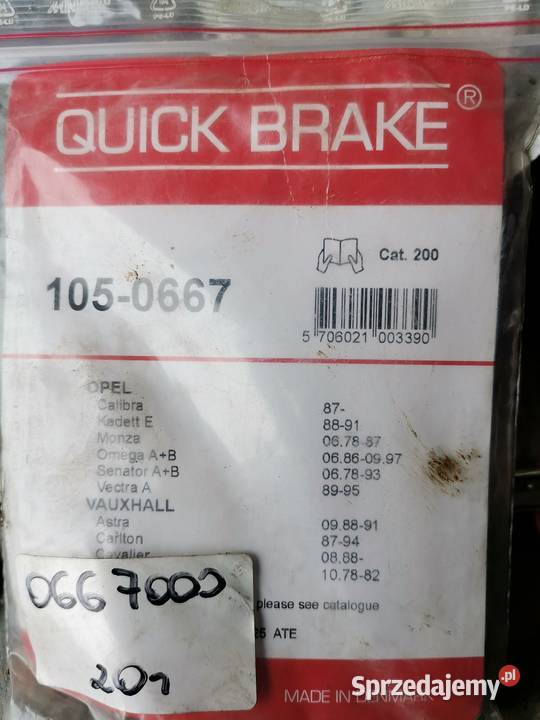 QUICK BRAKE®
Cat. 200
105-0667
5 706021 003390
OPEL
Calibra 87-
Kadett E 88-91
Monza 06.78-87
Omega A+B 06.86-09.97
Senator A+B 06.78-93
Vectra A 89-95
VAUXHALL
Astra 09.88-91
Carlton 87-94
Cavalier 08.88-
10.78-82
please see catalogue
ATE
0667000
MADE IN DENMARK
Sprzedajemy.pl